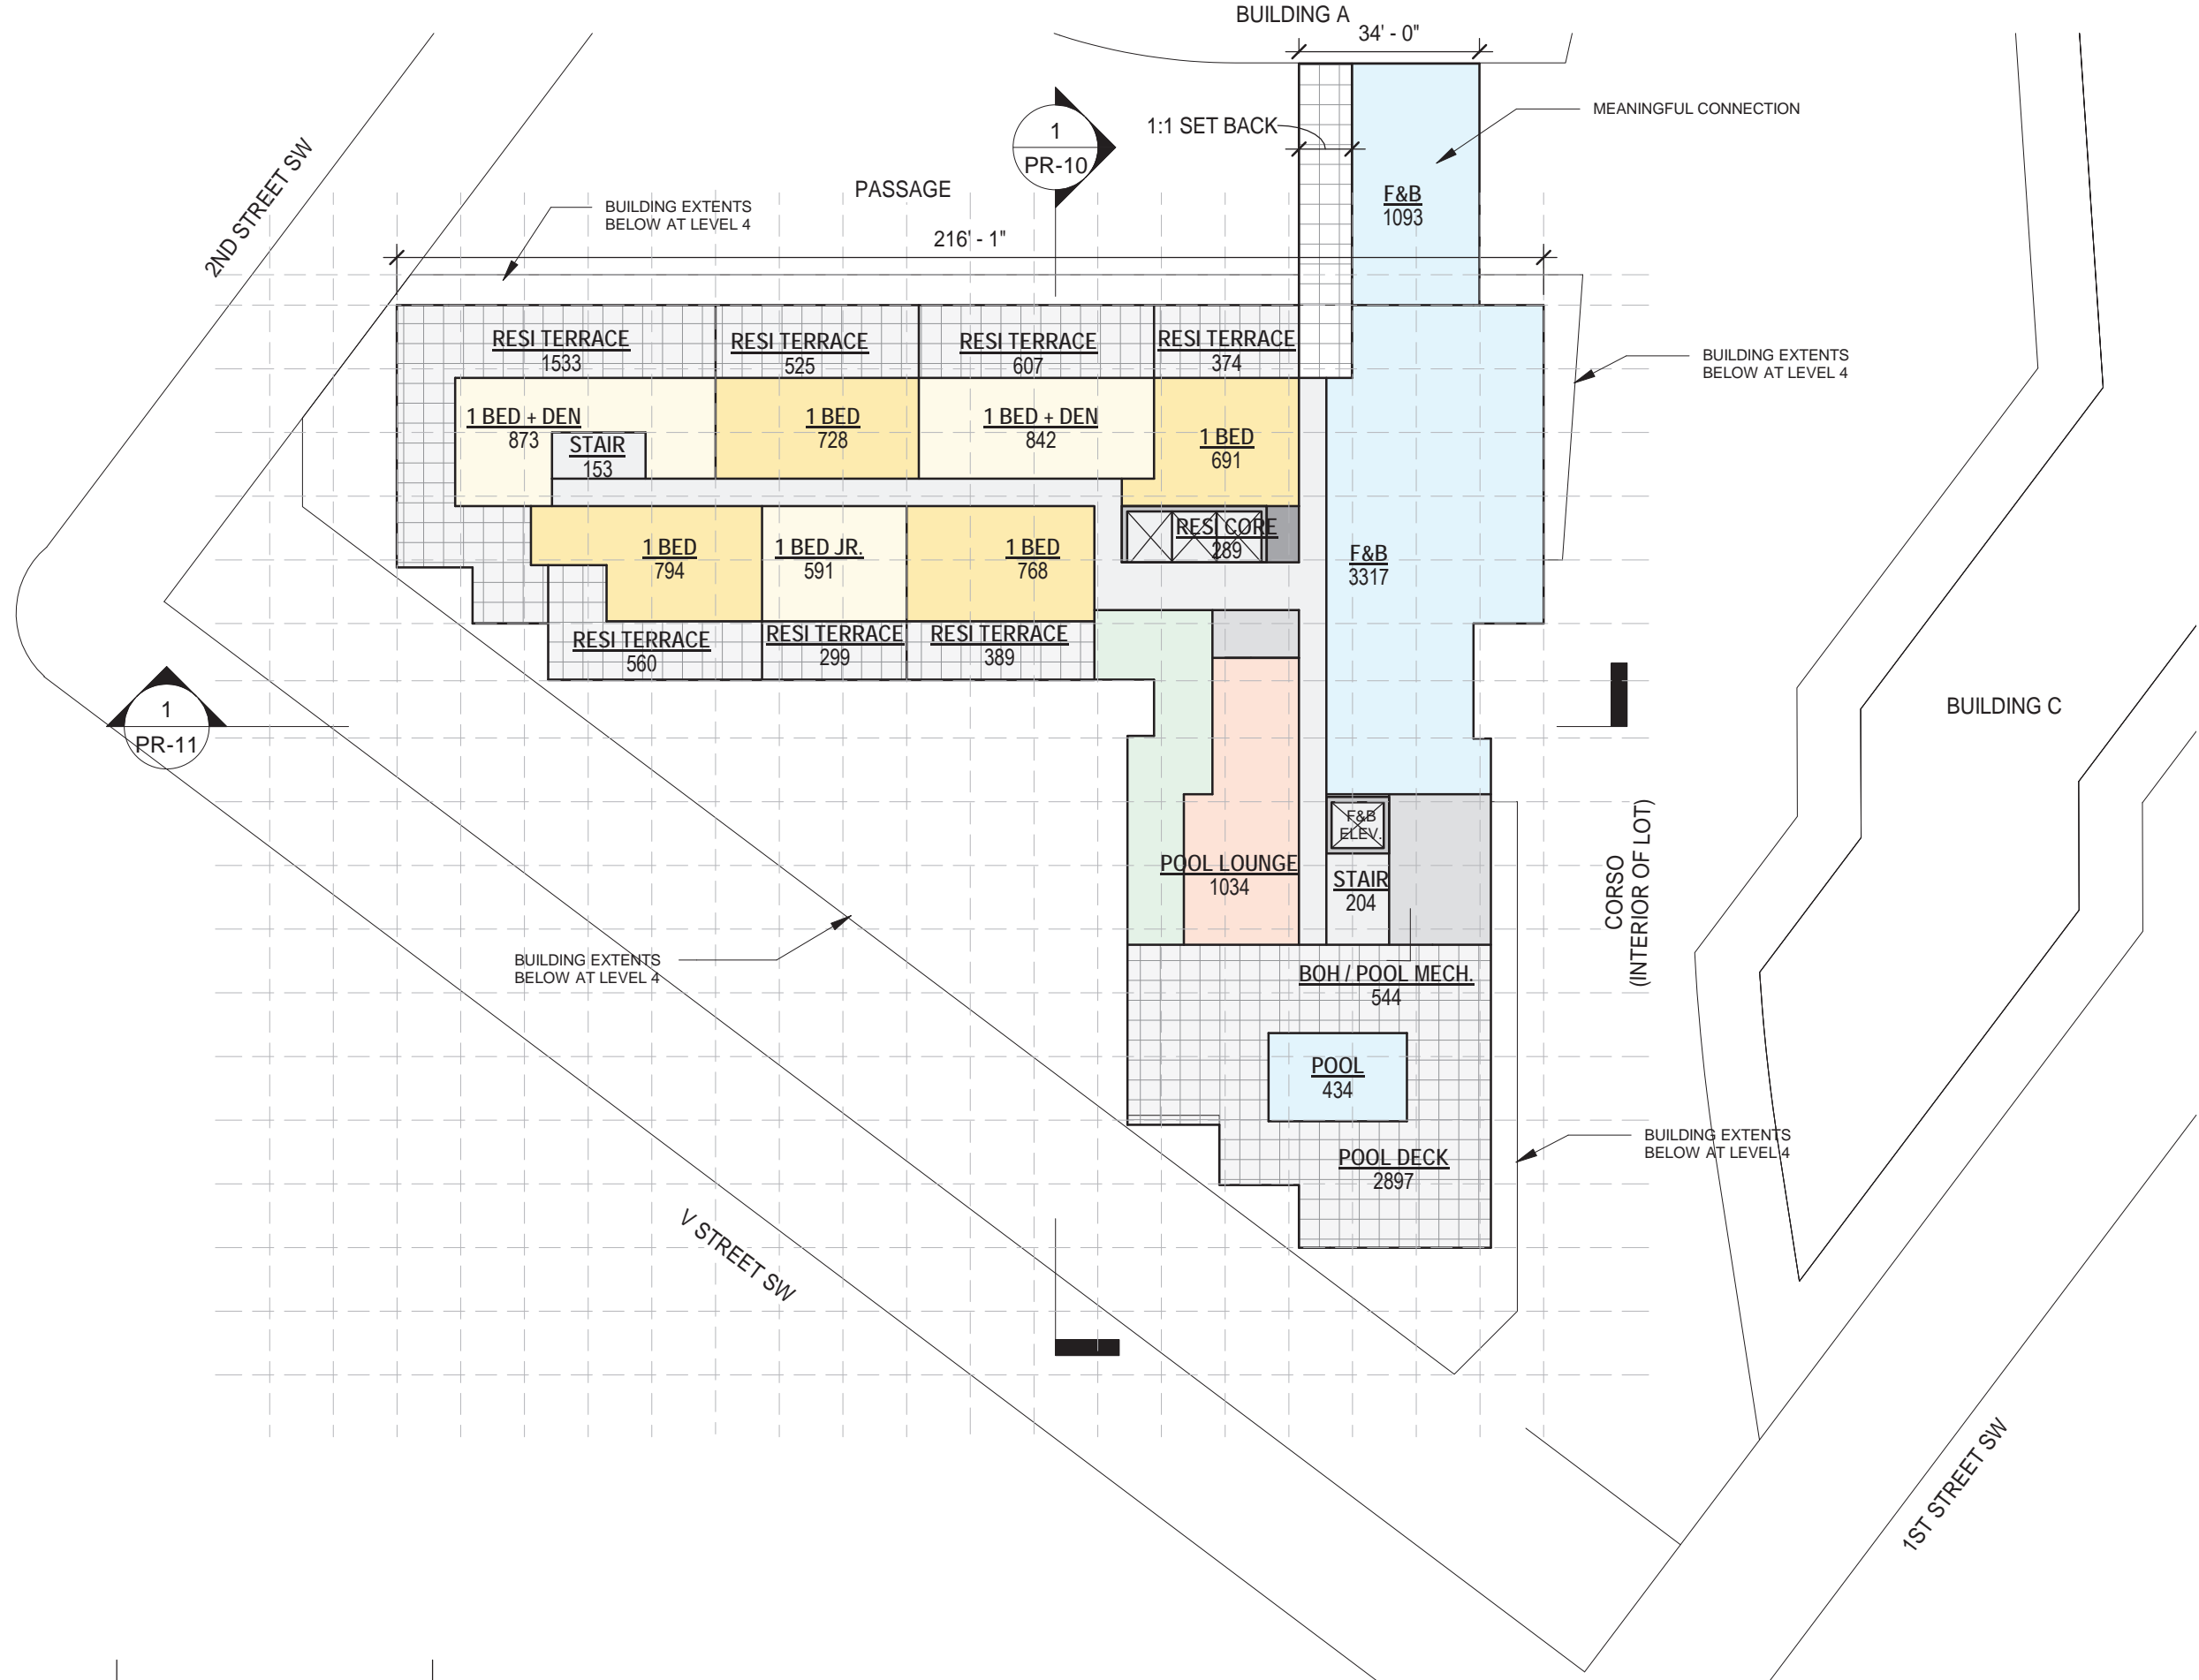 BUILDING A
34' - 0"
MEANINGFUL CONNECTION
1:1 SET BACK
1
PR-10
2ND STREET SW
PASSAGE
F&B
1093
BUILDING EXTENTS
BELOW AT LEVEL 4
216' - 1"
RESI TERRACE
1533
RESI TERRACE
525
RESI TERRACE
607
RESI TERRACE
374
BUILDING EXTENTS
BELOW AT LEVEL 4
1 BED + DEN
873
STAIR
153
1 BED
728
1 BED + DEN
842
1 BED
691
1 BED
794
1 BED JR.
591
1 BED
768
RESI CORE
289
F&B
3317
RESI TERRACE
560
RESI TERRACE
299
RESI TERRACE
389
1
PR-11
BUILDING C
F&B
ELEV.
POOL LOUNGE
1034
STAIR
204
CORSO
(INTERIOR OF LOT)
BUILDING EXTENTS
BELOW AT LEVEL 4
BOH / POOL MECH.
544
POOL
434
BUILDING EXTENTS
BELOW AT LEVEL 4
POOL DECK
2897
V STREET SW
1ST STREET SW